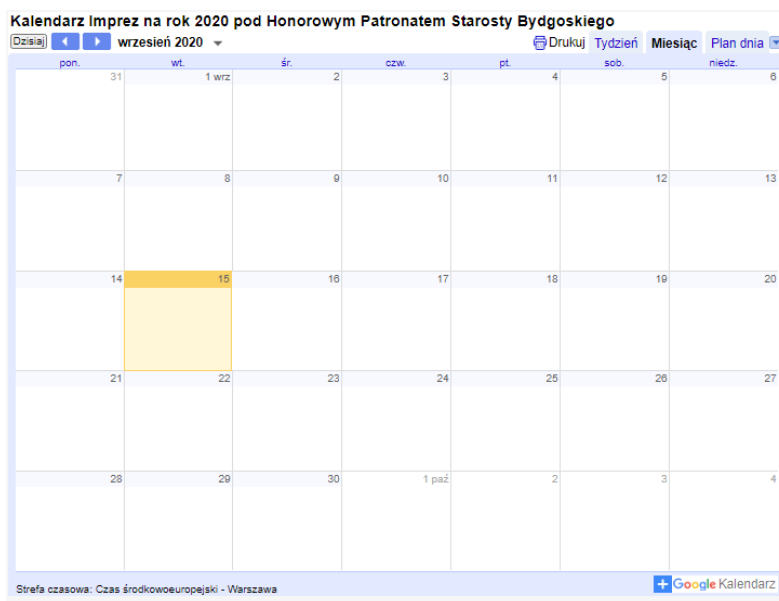 Kalendarz Imprez na rok 2020 pod Honorowym Patronatem Starosty Bydgoskiego
Dzisiaj wrzesień 2020 Drukuj Tydzień Miesiąc Plan dnia
pon. wt. śr. czw. pt. sob. niedz.
31 1 wrz 2 3 4 5 6
7 8 9 10 11 12 13
14 15 16 17 18 19 20
21 22 23 24 25 26 27
28 29 30 1 paź 2 3 4
Strefa czasowa: Czas środkowoeuropejski - Warszawa
+ Google Kalendarz